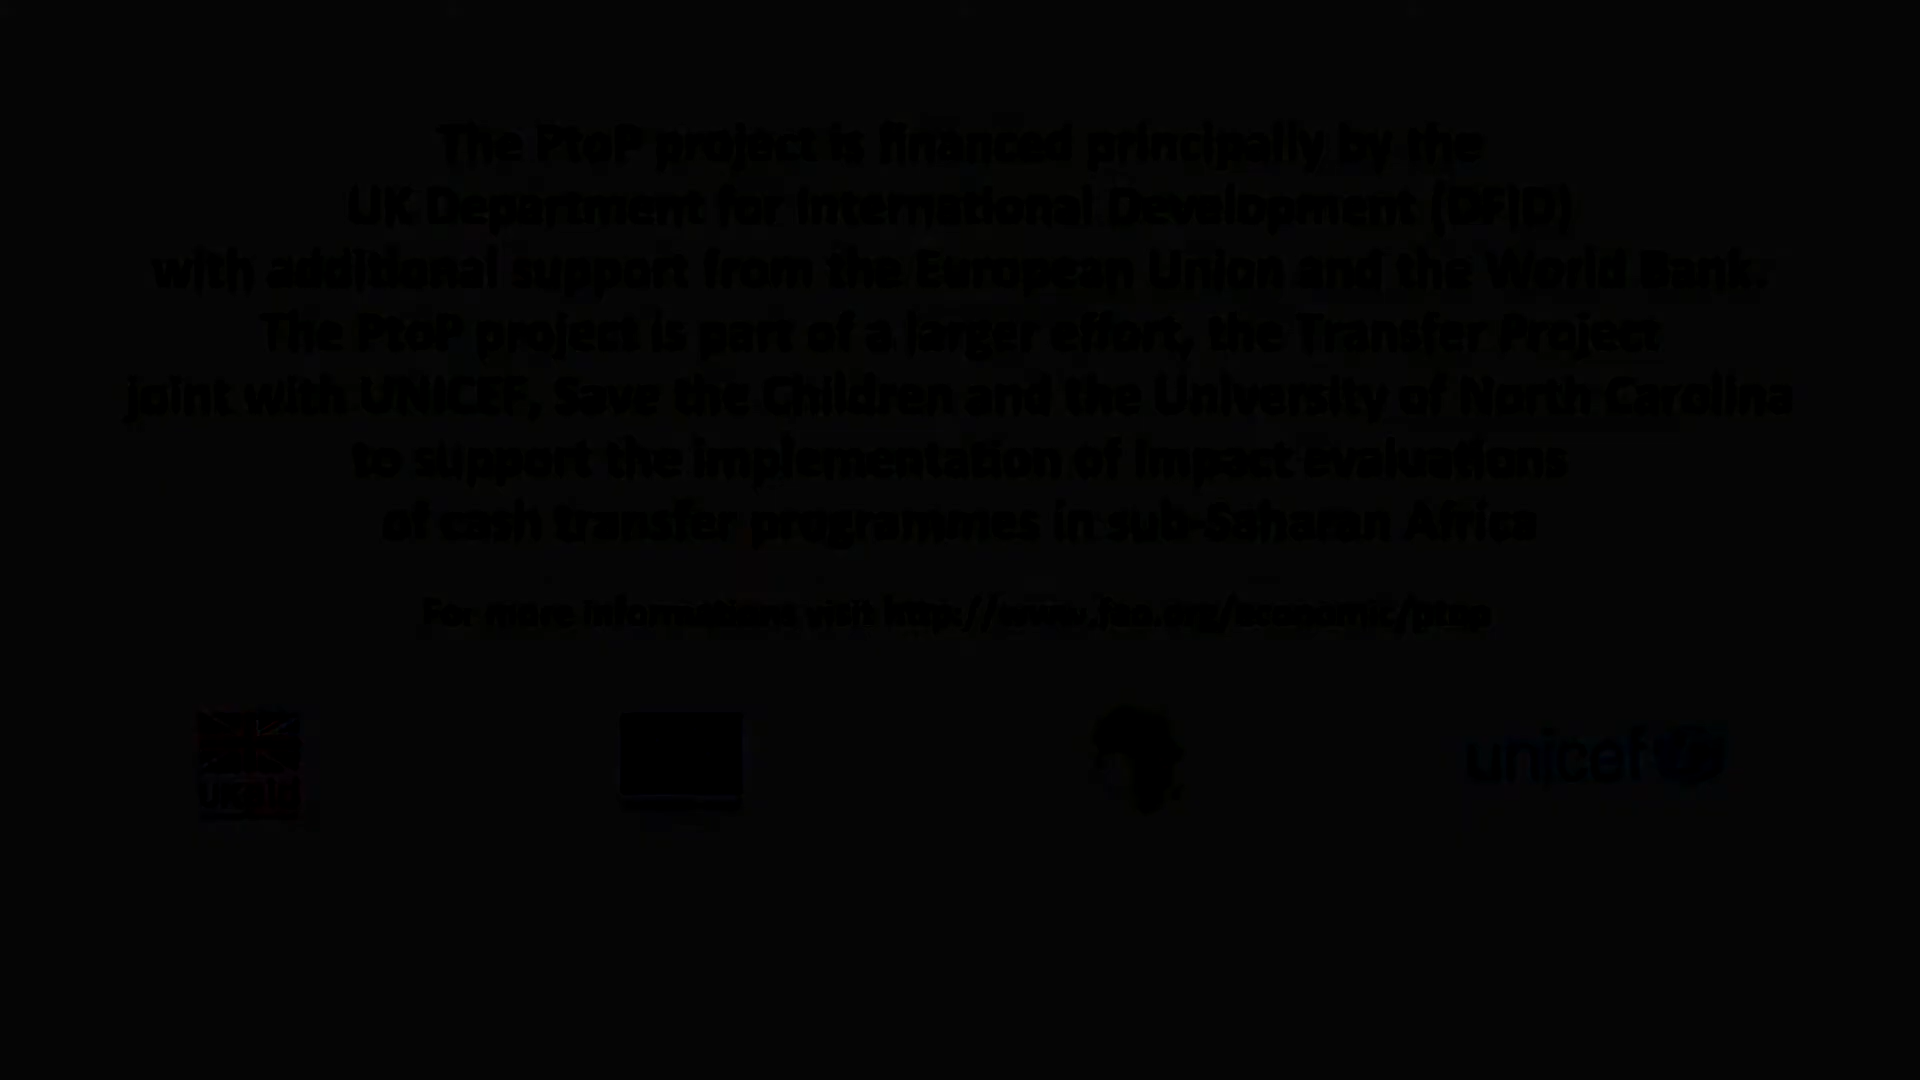 The PtoP project is financed principally by the
UK Department for International Development (DFID)
with additional support from the European Union and the World Bank.
The PtoP project is part of a larger effort, the Transfer Project
joint with UNICEF, Save the Children and the University of North Carolina
to support the implementation of impact evaluations
of cash transfer programmes in sub-Saharan Africa
For more informations visit http://www.fao.org/economic/ptop
UKaid
unicef